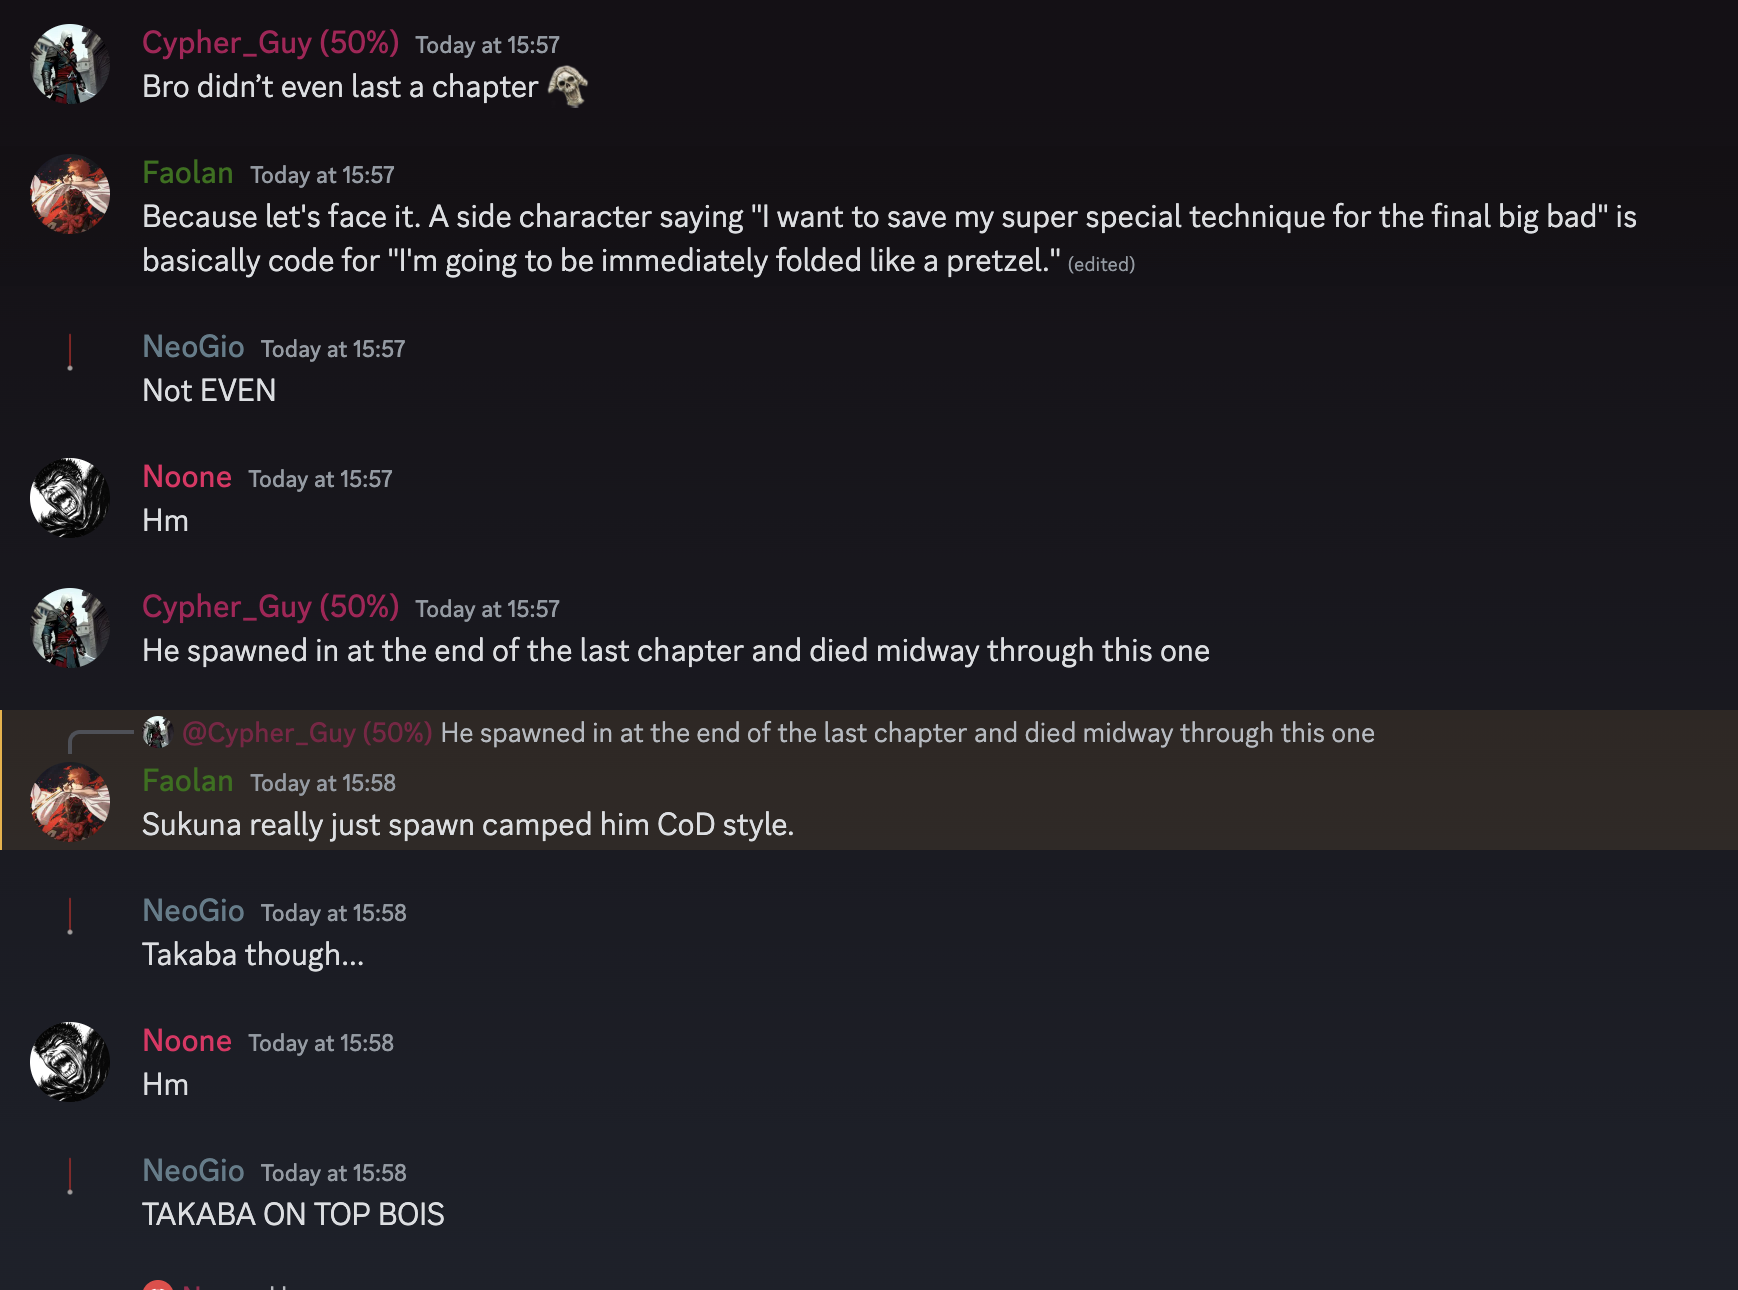 Cypher_Guy (50%) Today at 15:57
Bro didn’t even last a chapter
Faolan Today at 15:57
Because let's face it. A side character saying "I want to save my super special technique for the final big bad" is
basically code for "I'm going to be immediately folded like a pretzel." (edited)
NeoGio Today at 15:57
Not EVEN
Noone Today at 15:57
Hm
Cypher_Guy (50%) Today at 15:57
He spawned in at the end of the last chapter and died midway through this one
@Cypher_Guy (50%) He spawned in at the end of the last chapter and died midway through this one
Faolan Today at 15:58
Sukuna really just spawn camped him CoD style.
NeoGio Today at 15:58
Takaba though...
Noone Today at 15:58
Hm
NeoGio Today at 15:58
TAKABA ON TOP BOIS